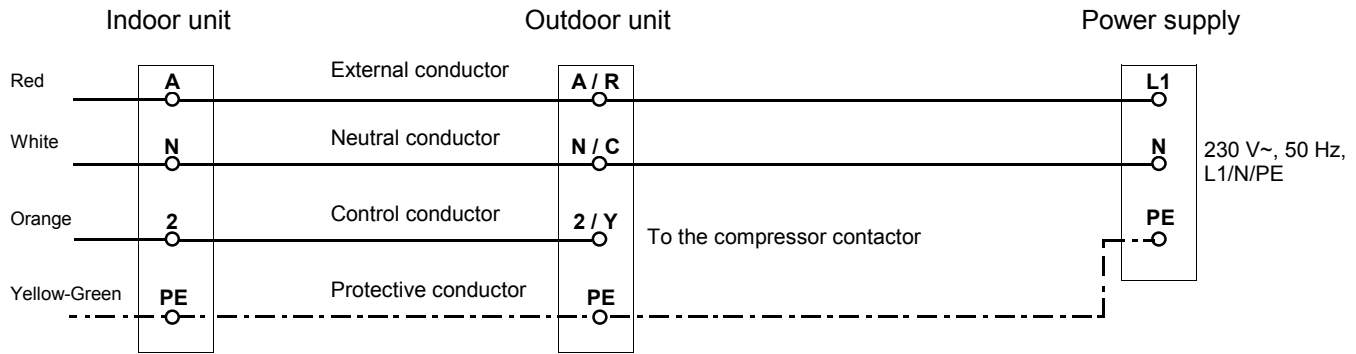 Indoor unit
Outdoor unit
Power supply
Red
A
External conductor
A / R
L1
White
N
Neutral conductor
N / C
N
230 V~, 50 Hz,
L1/N/PE
Orange
2
Control conductor
2 / Y
To the compressor contactor
PE
Yellow-Green
PE
Protective conductor
PE